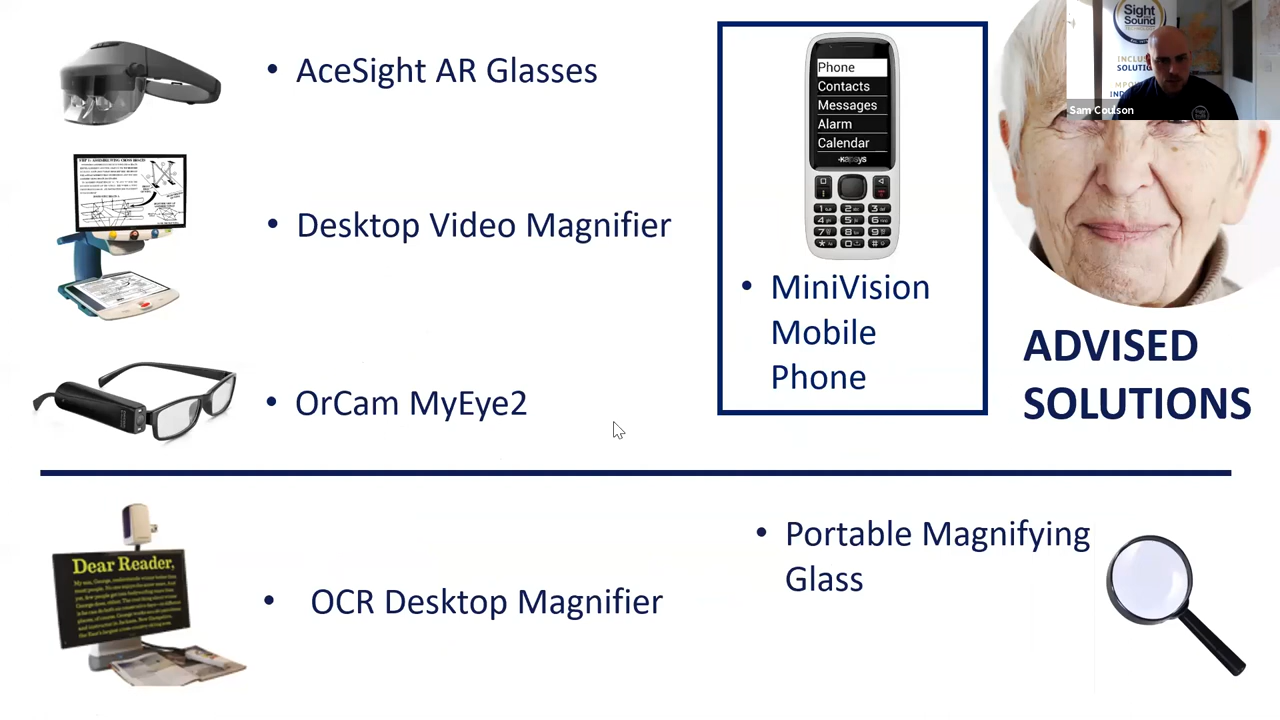 • AceSight AR Glasses
• Desktop Video Magnifier
• OrCam MyEye2
Phone
Contacts
Messages
Alarm
Calendar
kapsys
• MiniVision
Mobile
Phone
Sight
Sound
Sam Coulson
ADVISED
SOLUTIONS
Dear Reader,
• OCR Desktop Magnifier
• Portable Magnifying
Glass